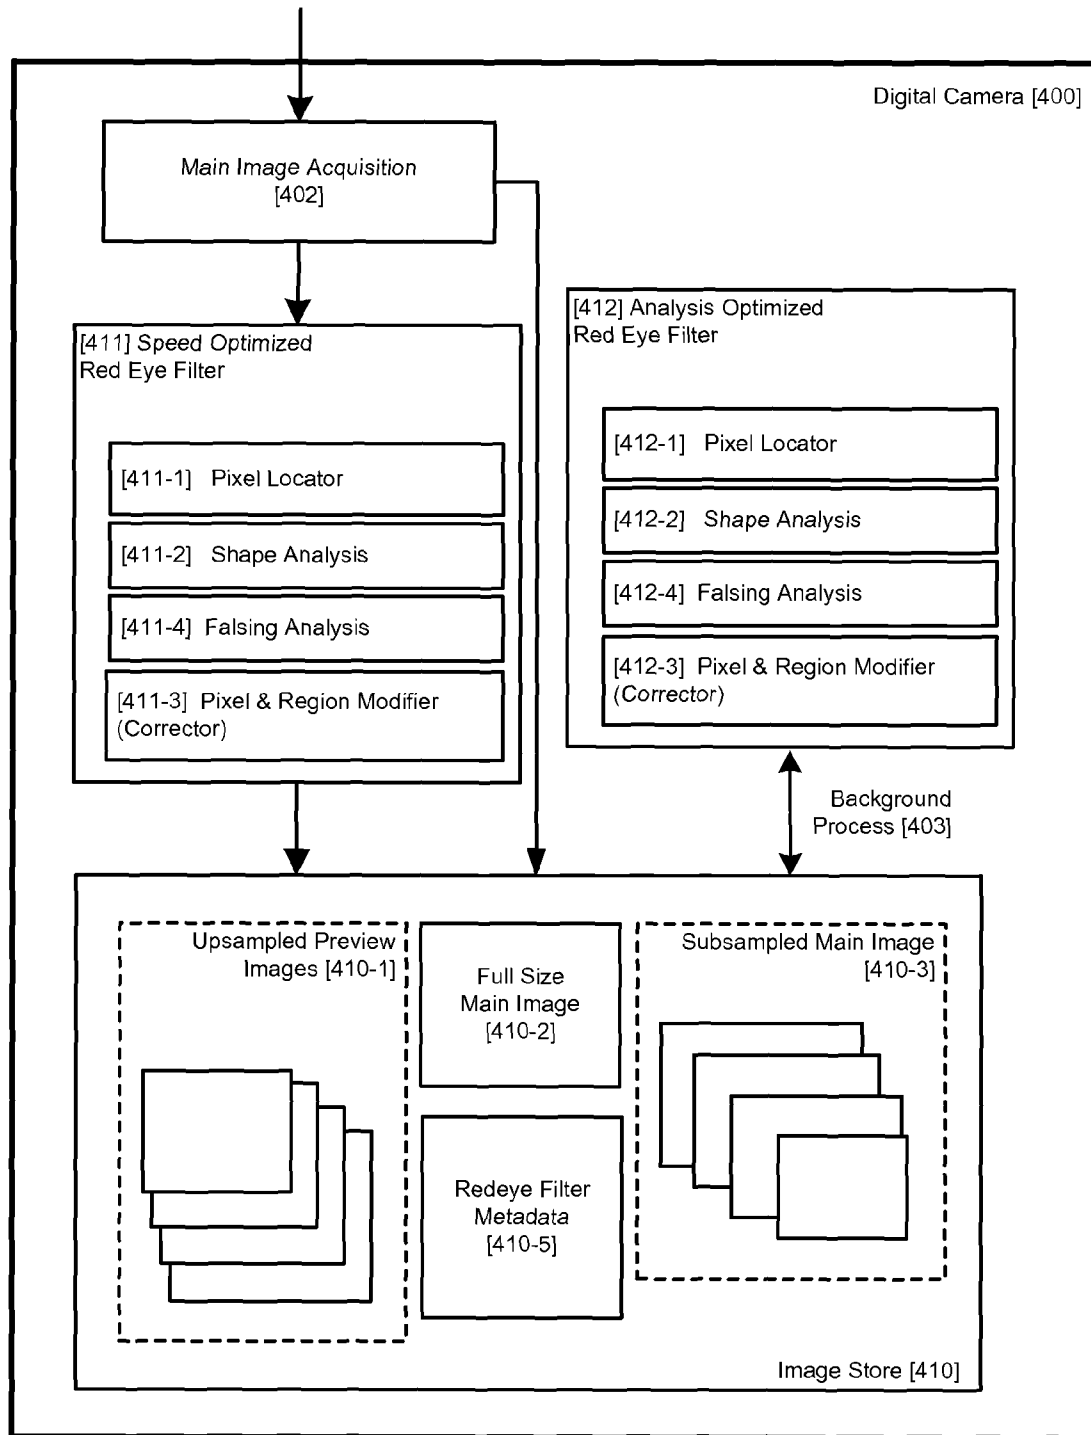 Digital Camera [400]
Main Image Acquisition
[402]
[411] Speed Optimized
Red Eye Filter
[411-1] Pixel Locator
[411-2] Shape Analysis
[411-4] Falsing Analysis
[411-3] Pixel & Region Modifier
(Corrector)
[412] Analysis Optimized
Red Eye Filter
[412-1] Pixel Locator
[412-2] Shape Analysis
[412-4] Falsing Analysis
[412-3] Pixel & Region Modifier
(Corrector)
Background
Process [403]
Upsampled Preview
Images [410-1]
Full Size
Main Image
[410-2]
Subsampled Main Image
[410-3]
Redeye Filter
Metadata
[410-5]
Image Store [410]